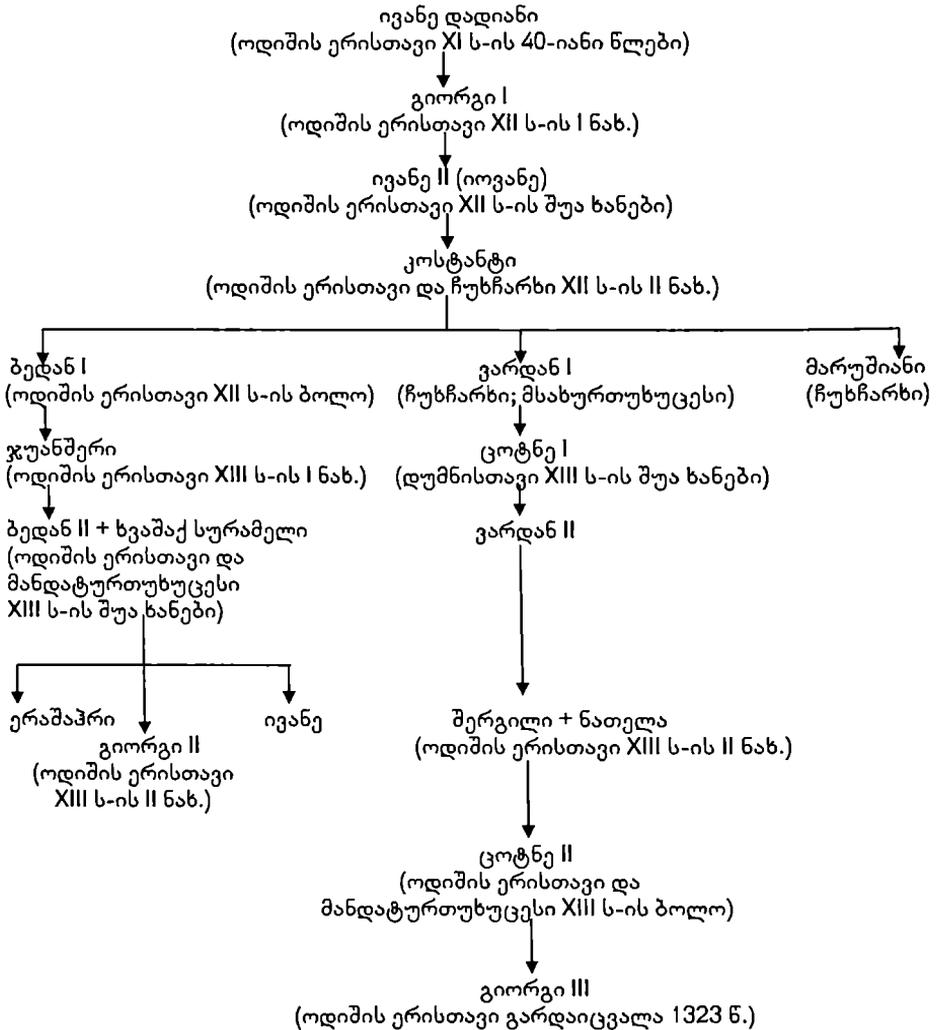 ივანე დადიანი
(ოდიშის ერისთავი XI ს-ის 40-იანი წლები)
გიორგი I
(ოდიშის ერისთავი XII ს-ის I ნახ.)
ივანე II (იოვანე)
(ოდიშის ერისთავი XII ს-ის შუა ხანები)
კოსტანტი
(ოდიშის ერისთავი და ჩუხჩარხი XII ს-ის II ნახ.)
ბედან I
(ოდიშის ერისთავი XII ს-ის ბოლო)
ჯუანშერი
(ოდიშის ერისთავი XIII ს-ის I ნახ.)
ბედან II + ხვაშაქ სურამელი
(ოდიშის ერისთავი და
მანდატურთუხუცესი
XIII ს-ის შუა ხანები)
ერაშაჰრი
გიორგი II
(ოდიშის ერისთავი
XIII ს-ის II ნახ.)
ივანე
ვარდან I
(ჩუხჩარხი; მსახურთუხუცესი)
ცოტნე I
(დუმნისთავი XIII ს-ის შუა ხანები)
ვარდან II
შერგილი + ნათელა
(ოდიშის ერისთავი XIII ს-ის II ნახ.)
ცოტნე II
(ოდიშის ერისთავი და
მანდატურთუხუცესი XIII ს-ის ბოლო)
გიორგი III
(ოდიშის ერისთავი გარდაიცვალა 1323 წ.)
მარუშიანი
(ჩუხჩარხი)